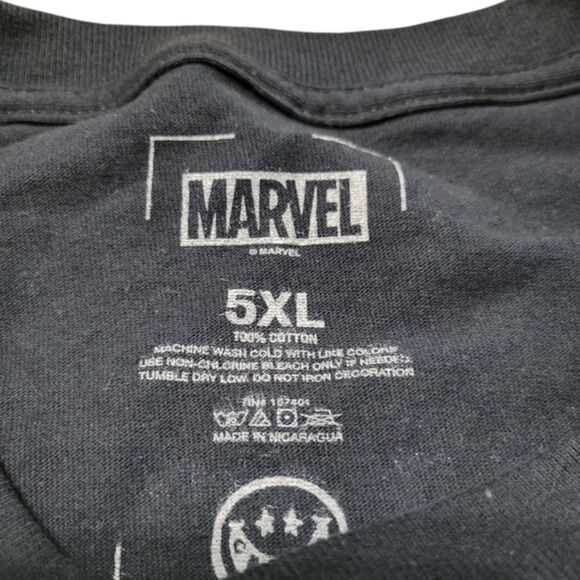 MARVEL
© MARVEL
5XL
100% COTTON
MACHINE WASH COLD WITH LIKE COLORS
USE NON-CHLORINE BLEACH ONLY IF NEEDED.
TUMBLE DRY LOW. DO NOT IRON DECORATION
RN# 157401
MADE IN NICARAGUA